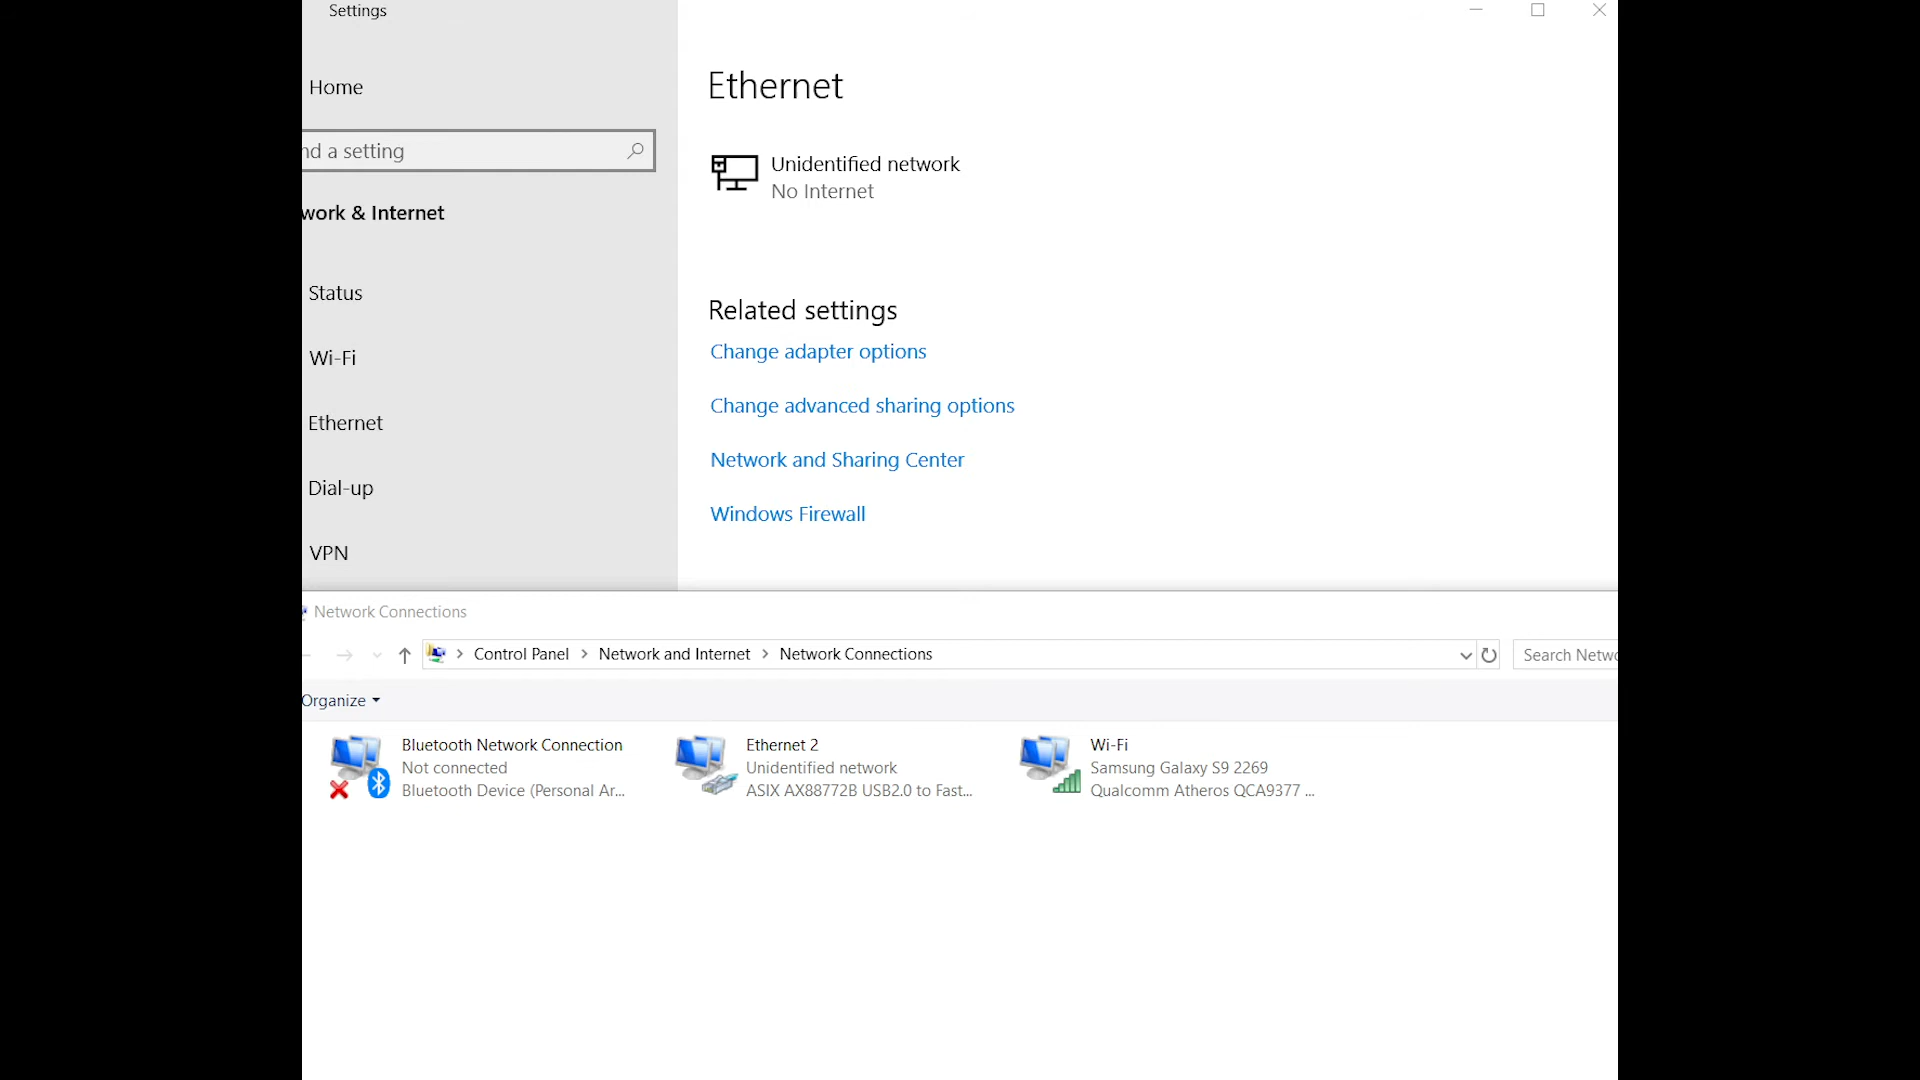 Settings
Home
nd a setting
work & Internet
Status
Wi-Fi
Ethernet
Dial-up
VPN
Ethernet
Unidentified network
No Internet
Related settings
Change adapter options
Change advanced sharing options
Network and Sharing Center
Windows Firewall
Network Connections
Control Panel > Network and Internet > Network Connections
Search Netwo
Organize
Bluetooth Network Connection
Not connected
Bluetooth Device (Personal Ar...
Ethernet 2
Unidentified network
ASIX AX88772B USB2.0 to Fast...
Wi-Fi
Samsung Galaxy S9 2269
Qualcomm Atheros QCA9377 ...